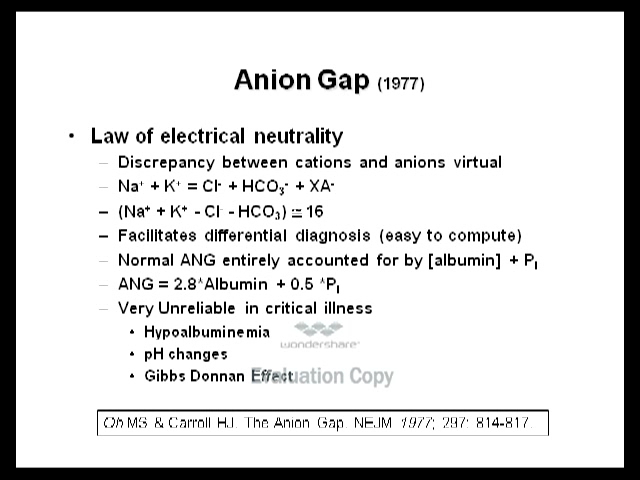 Anion Gap (1977)
• Law of electrical neutrality
– Discrepancy between cations and anions virtual
– Na⁺ + K⁺ = Cl⁻ + HCO₃⁻ + XA⁻
– (Na⁺ + K⁺ - Cl⁻ - HCO₃) ≅ 16
– Facilitates differential diagnosis (easy to compute)
– Normal ANG entirely accounted for by [albumin] + Pᵢ
– ANG = 2.8*Albumin + 0.5 *Pᵢ
– Very Unreliable in critical illness
• Hypoalbuminemia
wondershare
• pH changes
• Gibbs Donnan Effect
Evaluation Copy
Oh MS & Carroll HJ. The Anion Gap. NEJM 1977; 297: 814-817.